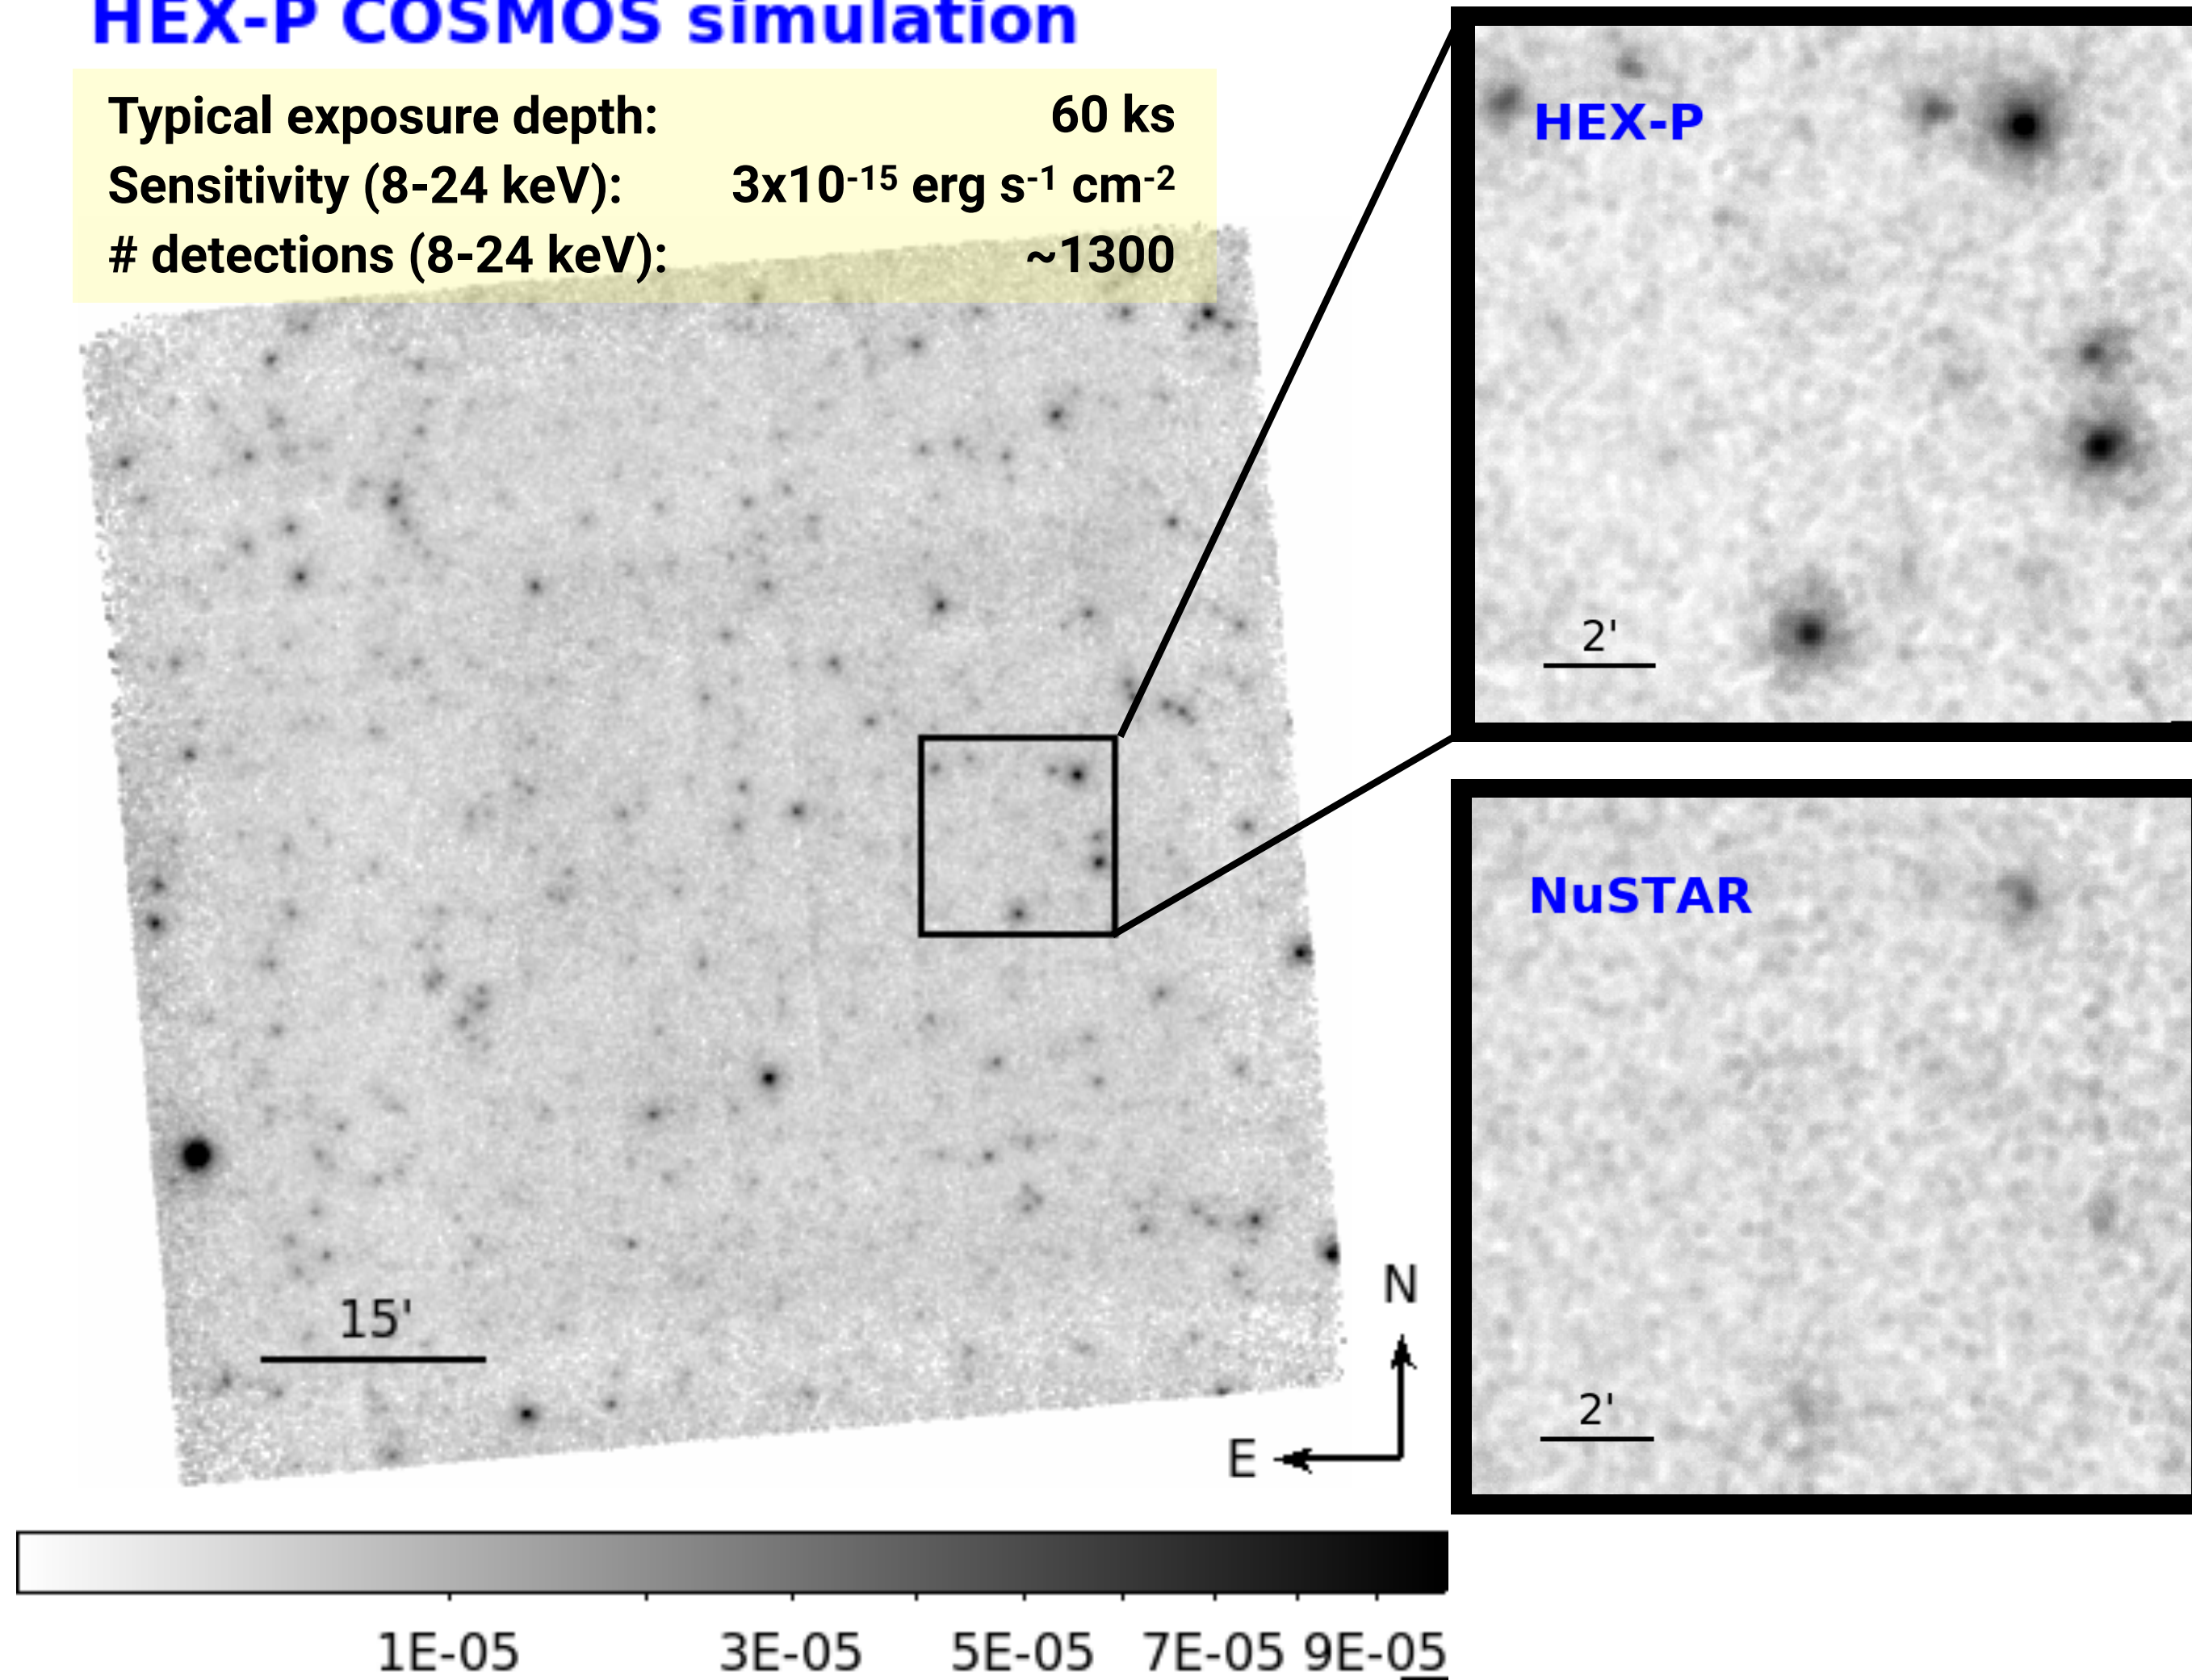 HEX-P COSMOS simulation
Typical exposure depth: 60 ks
Sensitivity (8-24 keV): 3x10⁻¹⁵ erg s⁻¹ cm⁻²
# detections (8-24 keV): ~1300
HEX-P
2'
NuSTAR
2'
15'
N
E
1E-05 3E-05 5E-05 7E-05 9E-05